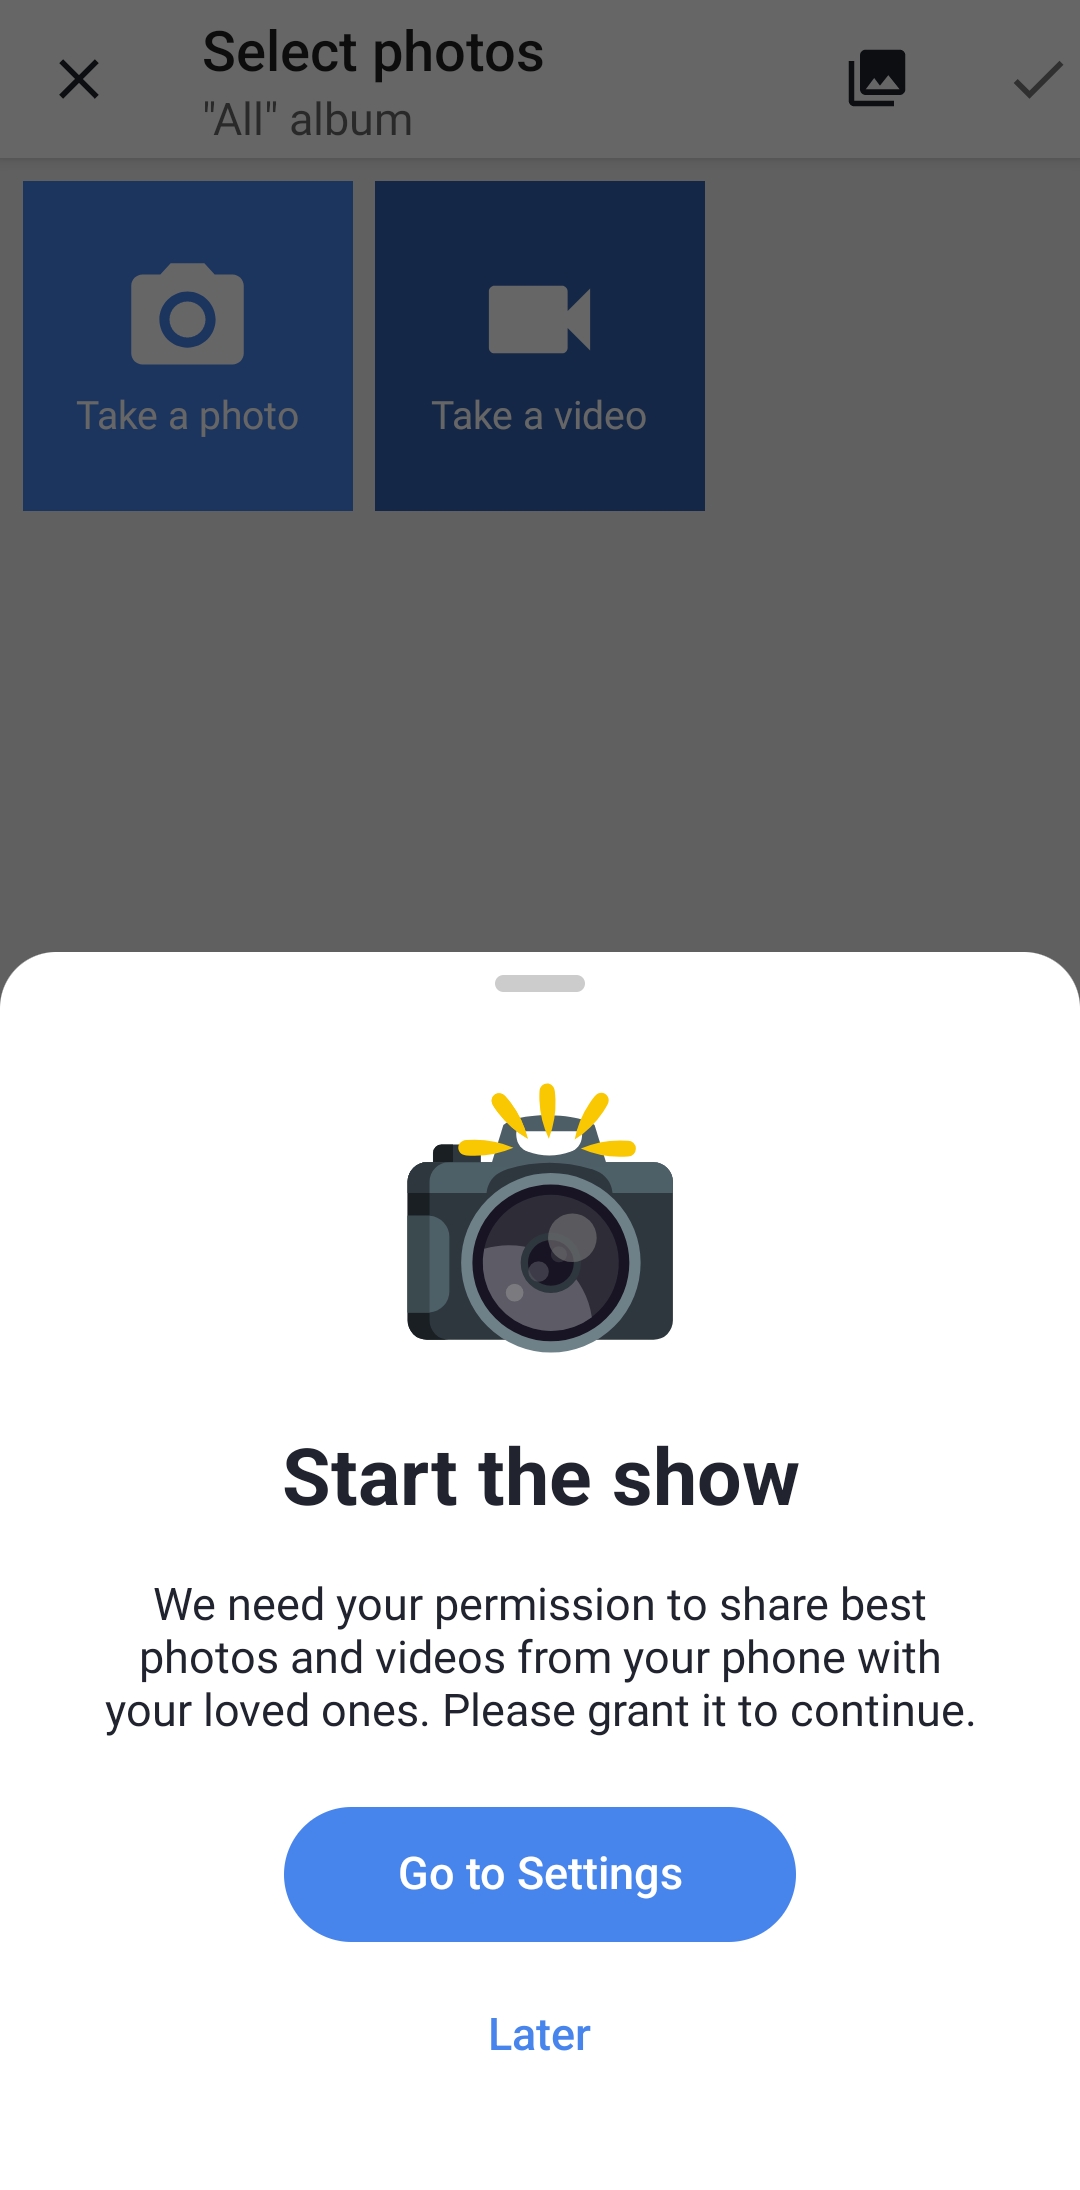 Select photos
"All" album
Take a photo
Take a video
Start the show
We need your permission to share best
photos and videos from your phone with
your loved ones. Please grant it to continue.
Go to Settings
Later